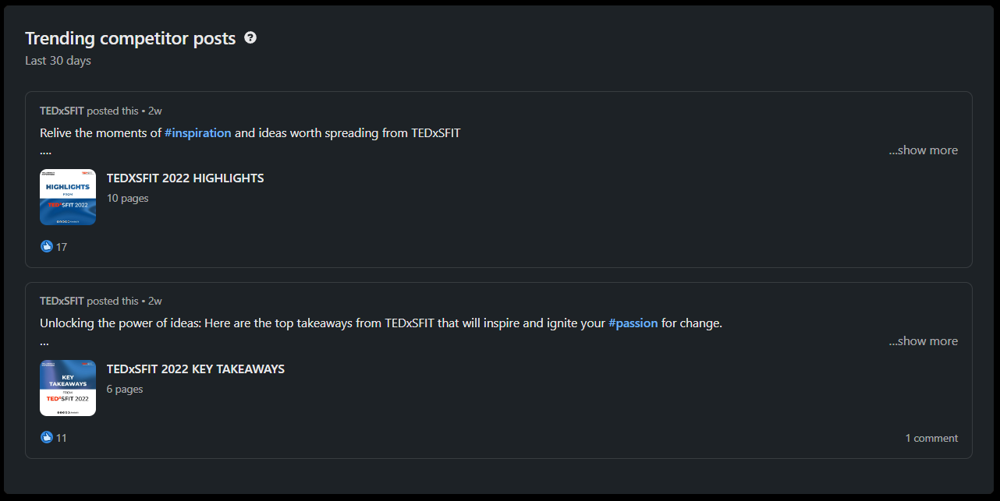 Trending competitor posts ?
Last 30 days
TEDxSFIT posted this • 2w
Relive the moments of #inspiration and ideas worth spreading from TEDxSFIT
....
...show more
HIGHLIGHTS
FROM
TEDxSFIT 2022
TEDXSFIT 2022 HIGHLIGHTS
10 pages
17
TEDxSFIT posted this • 2w
Unlocking the power of ideas: Here are the top takeaways from TEDxSFIT that will inspire and ignite your #passion for change.
...
...show more
KEY
TAKEAWAYS
FROM
TEDxSFIT 2022
TEDxSFIT 2022 KEY TAKEAWAYS
6 pages
11
1 comment